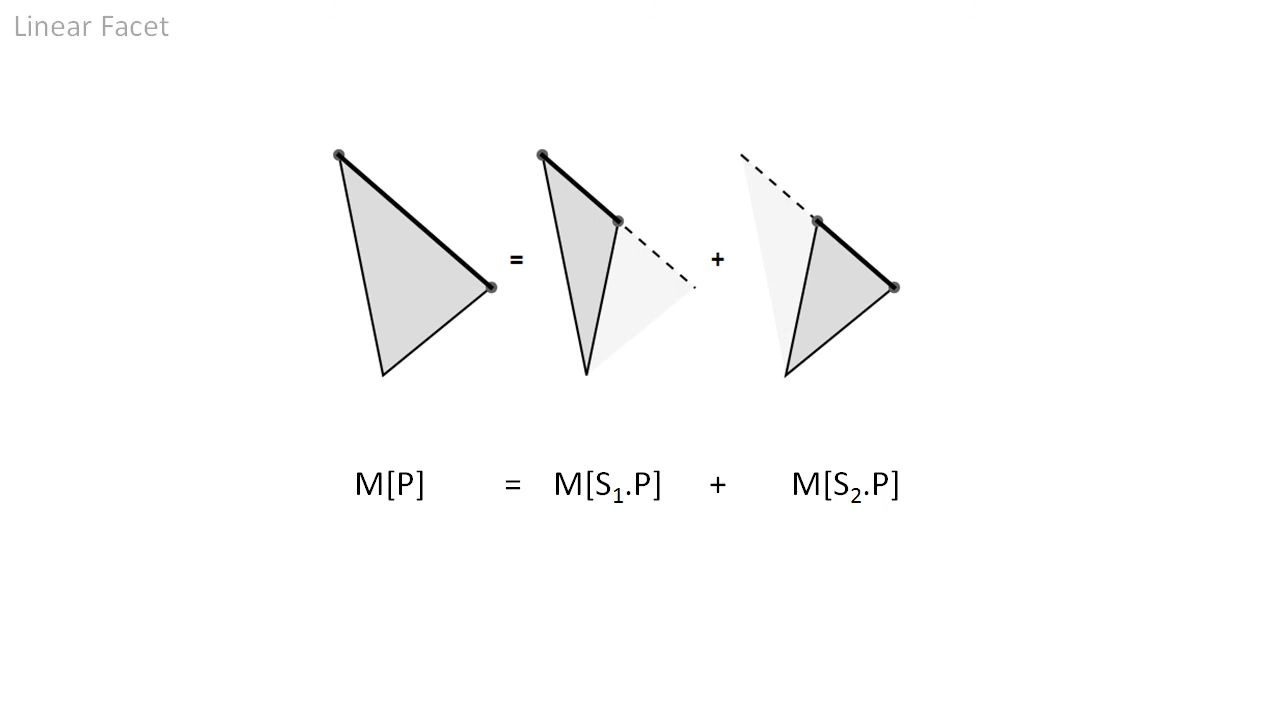 Linear Facet
= +
M[P] = M[S₁.P] + M[S₂.P]